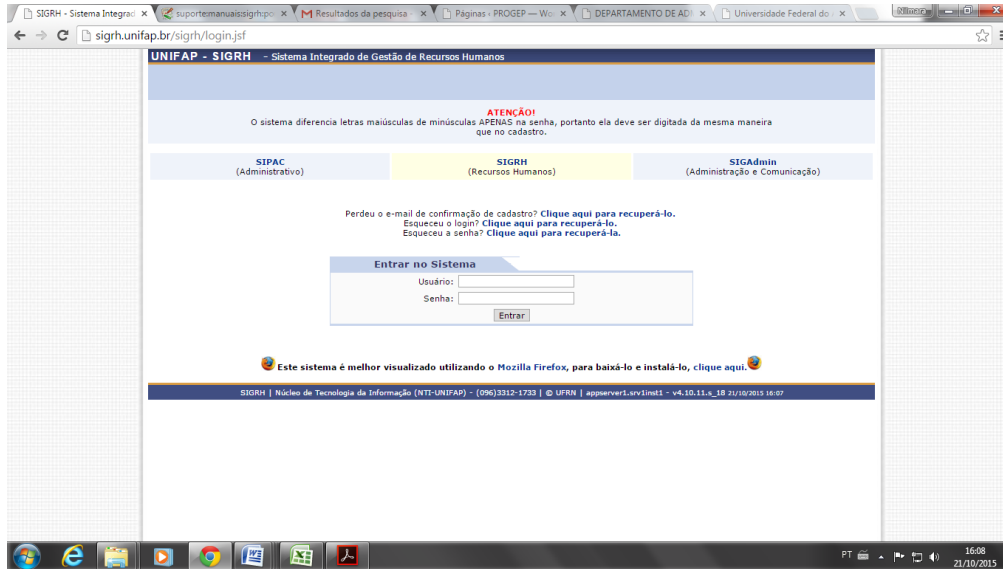 SIGRH - Sistema Integrad
suporte:manuais:sigrh:po
Resultados da pesquisa -
Páginas ‹ PROGEP — Wo
DEPARTAMENTO DE AD
Universidade Federal do
sigrh.unifap.br/sigrh/login.jsf
UNIFAP - SIGRH - Sistema Integrado de Gestão de Recursos Humanos
ATENÇÃO!
O sistema diferencia letras maiúsculas de minúsculas APENAS na senha, portanto ela deve ser digitada da mesma maneira
que no cadastro.
SIPAC SIGRH SIGAdmin
(Administrativo) (Recursos Humanos) (Administração e Comunicação)
Perdeu o e-mail de confirmação de cadastro? Clique aqui para recuperá-lo.
Esqueceu o login? Clique aqui para recuperá-lo.
Esqueceu a senha? Clique aqui para recuperá-la.
Entrar no Sistema
Usuário:
Senha:
Entrar
Este sistema é melhor visualizado utilizando o Mozilla Firefox, para baixá-lo e instalá-lo, clique aqui.
SIGRH | Núcleo de Tecnologia da Informação (NTI-UNIFAP) - (096)3312-1733 | © UFRN | appserver1.srv1inst1 - v4.10.11.s_18 21/10/2015 16:07
PT
16:08
21/10/2015